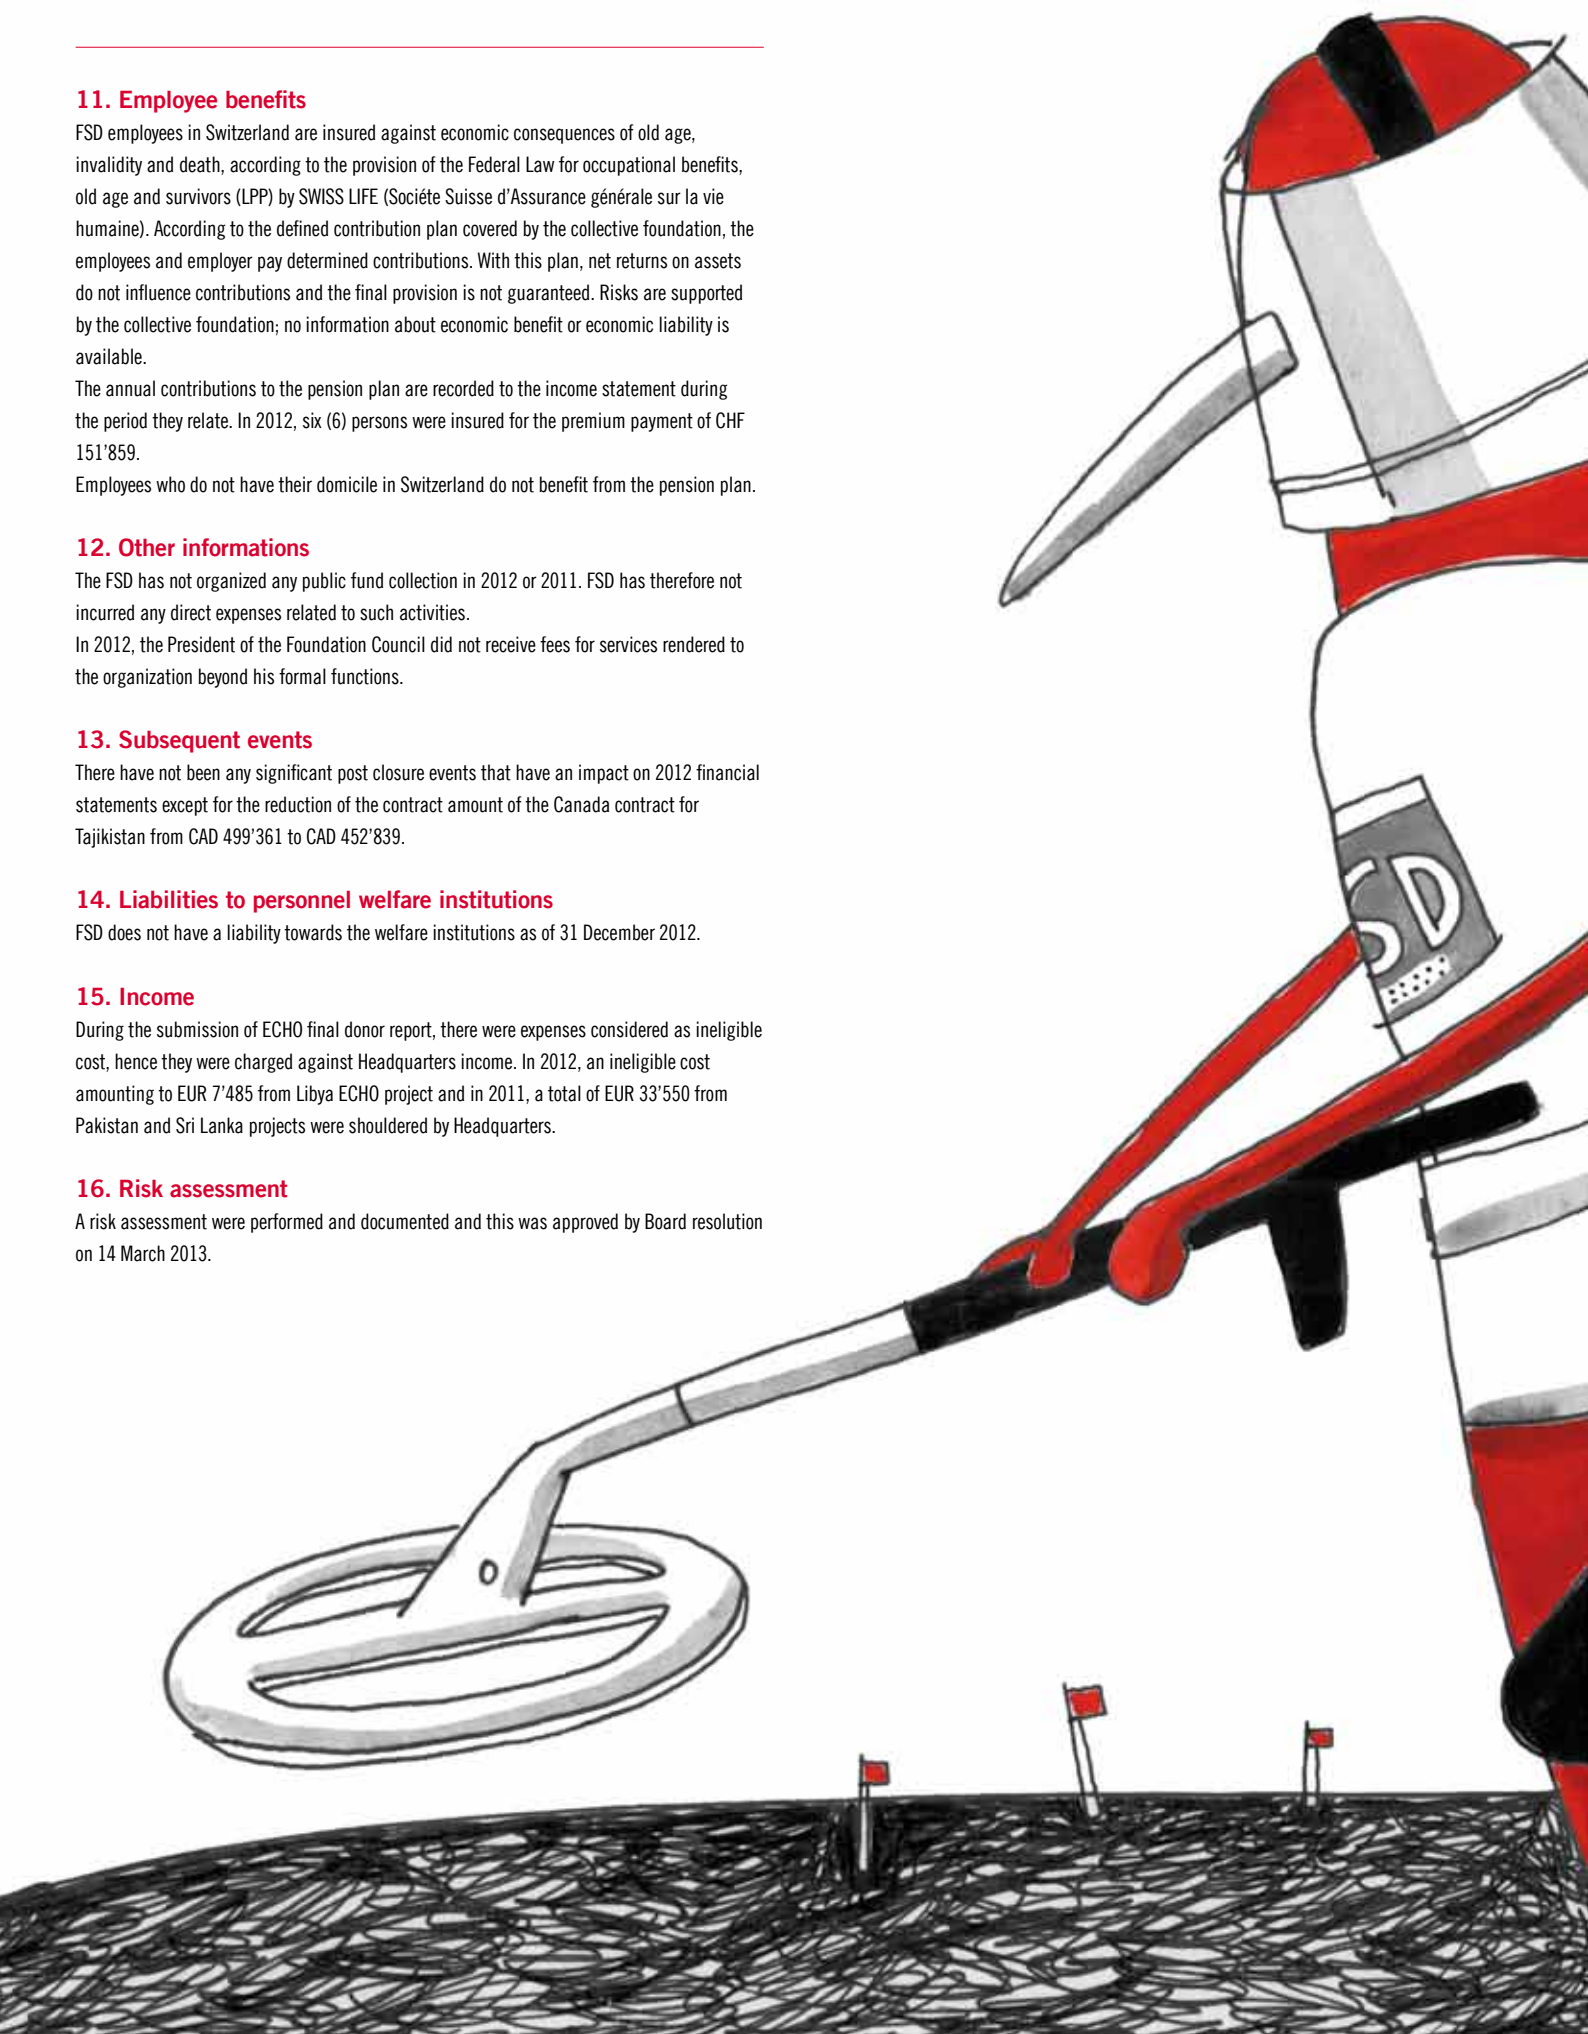 11. Employee benefits
FSD employees in Switzerland are insured against economic consequences of old age,
invalidity and death, according to the provision of the Federal Law for occupational benefits,
old age and survivors (LPP) by SWISS LIFE (Sociéte Suisse d’Assurance générale sur la vie
humaine). According to the defined contribution plan covered by the collective foundation, the
employees and employer pay determined contributions. With this plan, net returns on assets
do not influence contributions and the final provision is not guaranteed. Risks are supported
by the collective foundation; no information about economic benefit or economic liability is
available.
The annual contributions to the pension plan are recorded to the income statement during
the period they relate. In 2012, six (6) persons were insured for the premium payment of CHF
151’859.
Employees who do not have their domicile in Switzerland do not benefit from the pension plan.
12. Other informations
The FSD has not organized any public fund collection in 2012 or 2011. FSD has therefore not
incurred any direct expenses related to such activities.
In 2012, the President of the Foundation Council did not receive fees for services rendered to
the organization beyond his formal functions.
13. Subsequent events
There have not been any significant post closure events that have an impact on 2012 financial
statements except for the reduction of the contract amount of the Canada contract for
Tajikistan from CAD 499’361 to CAD 452’839.
14. Liabilities to personnel welfare institutions
FSD does not have a liability towards the welfare institutions as of 31 December 2012.
15. Income
During the submission of ECHO final donor report, there were expenses considered as ineligible
cost, hence they were charged against Headquarters income. In 2012, an ineligible cost
amounting to EUR 7’485 from Libya ECHO project and in 2011, a total of EUR 33’550 from
Pakistan and Sri Lanka projects were shouldered by Headquarters.
16. Risk assessment
A risk assessment were performed and documented and this was approved by Board resolution
on 14 March 2013.
SD